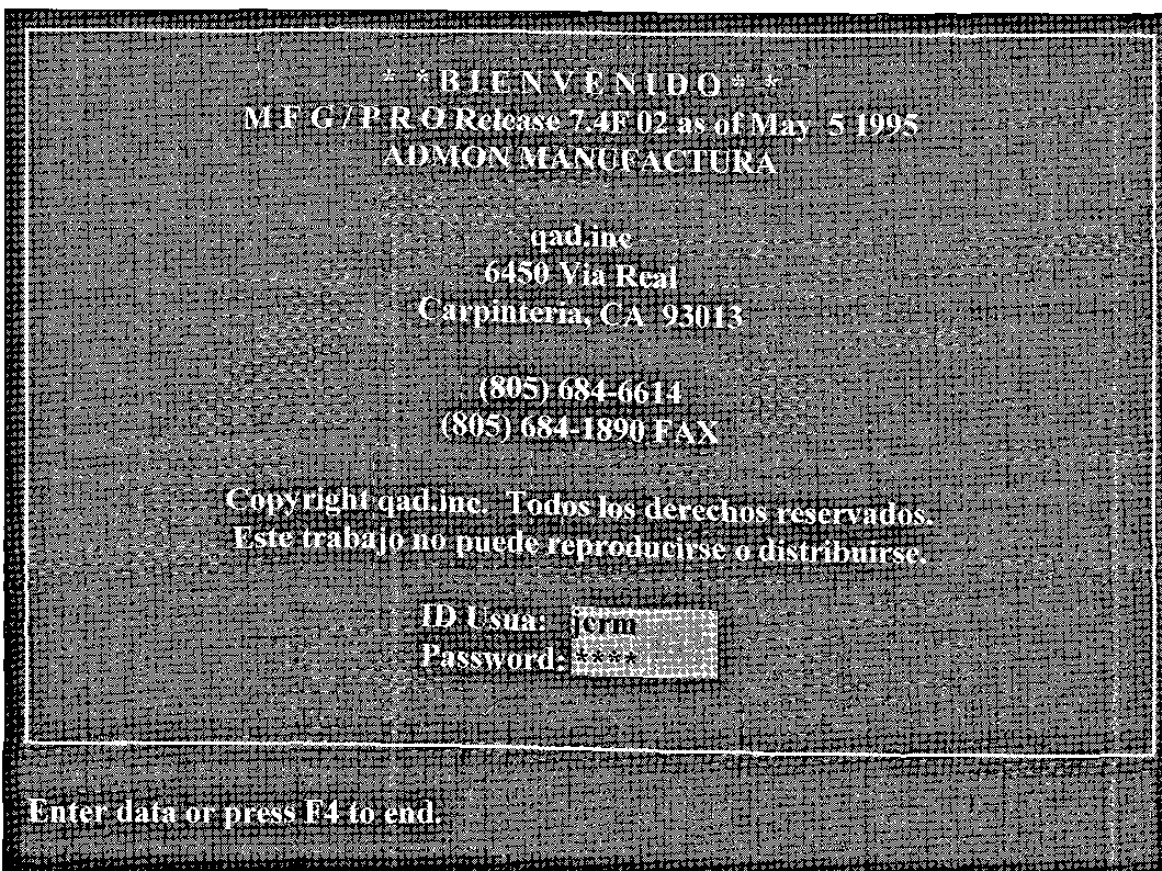 * * B I E N V E N I D O * *
M F G / P R O Release 7.4F 02 as of May 5 1995
ADMON MANUFACTURA
qad.inc
6450 Via Real
Carpinteria, CA 93013
(805) 684-6614
(805) 684-1890 FAX
Copyright qad.inc. Todos los derechos reservados.
Este trabajo no puede reproducirse o distribuirse.
ID Usua: jcrm
Password: ****
Enter data or press F4 to end.